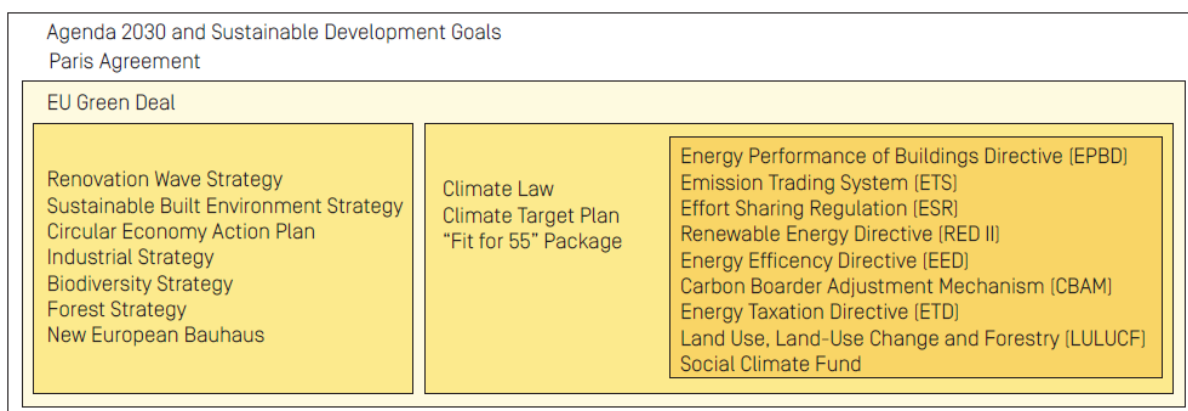 Agenda 2030 and Sustainable Development Goals
Paris Agreement
EU Green Deal
Renovation Wave Strategy
Sustainable Built Environment Strategy
Circular Economy Action Plan
Industrial Strategy
Biodiversity Strategy
Forest Strategy
New European Bauhaus
Climate Law
Climate Target Plan
“Fit for 55” Package
Energy Performance of Buildings Directive (EPBD)
Emission Trading System (ETS)
Effort Sharing Regulation (ESR)
Renewable Energy Directive (RED II)
Energy Efficency Directive (EED)
Carbon Boarder Adjustment Mechanism (CBAM)
Energy Taxation Directive (ETD)
Land Use, Land-Use Change and Forestry (LULUCF)
Social Climate Fund